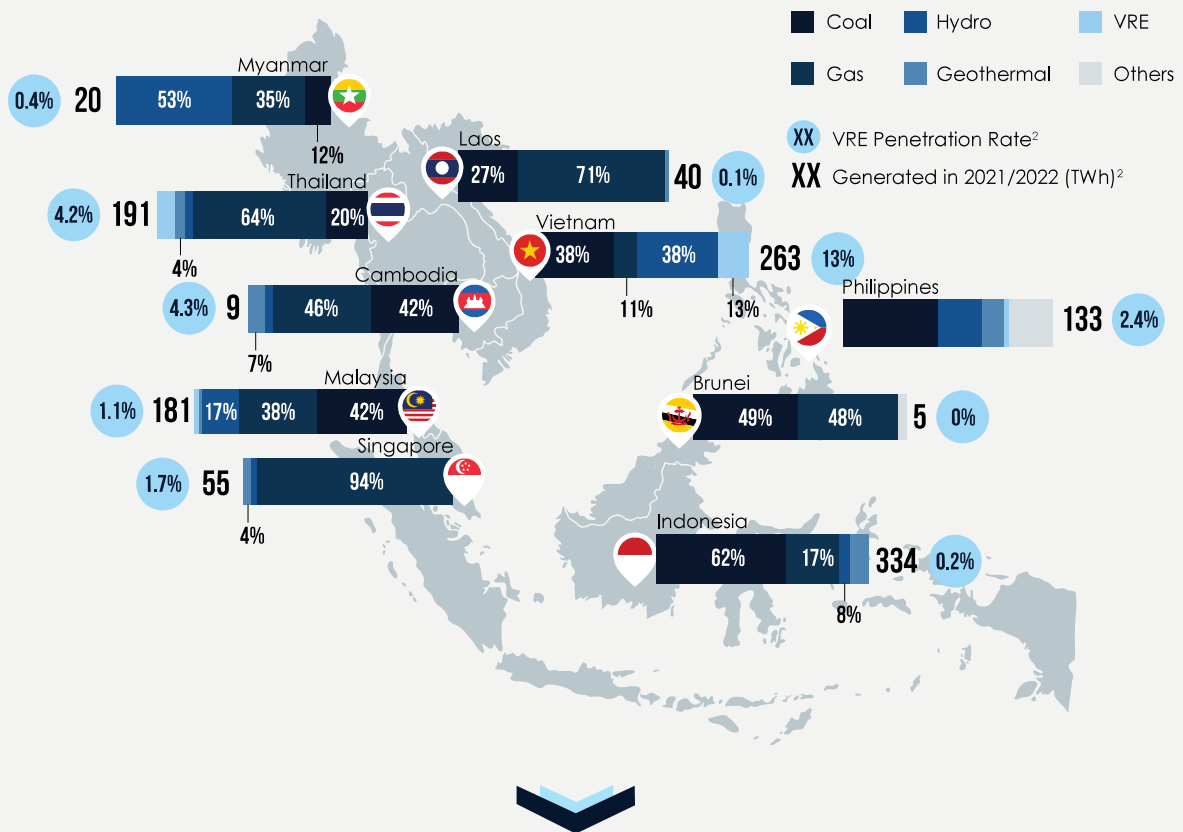 Coal
Hydro
VRE
Gas
Geothermal
Others
XX VRE Penetration Rate²
XX Generated in 2021/2022 (TWh)²
Myanmar
0.4% 20 53% 35%
12%
Laos
27% 71% 40 0.1%
Thailand
4.2% 191 64% 20%
4%
Vietnam
38% 38% 263 13%
11% 13%
Cambodia
4.3% 9 46% 42%
7%
Philippines
133 2.4%
Malaysia
1.1% 181 17% 38% 42%
Brunei
49% 48% 5 0%
Singapore
1.7% 55 94%
4%
Indonesia
62% 17% 334 0.2%
8%